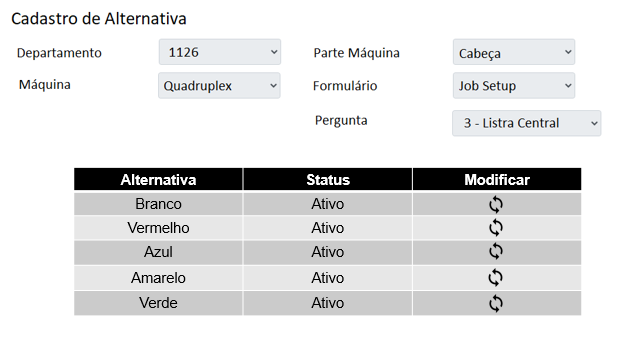 Cadastro de Alternativa
Departamento 1126 Parte Máquina Cabeça
Máquina Quadruplex Formulário Job Setup
Pergunta 3 - Listra Central
Alternativa Status Modificar
Branco Ativo
Vermelho Ativo
Azul Ativo
Amarelo Ativo
Verde Ativo